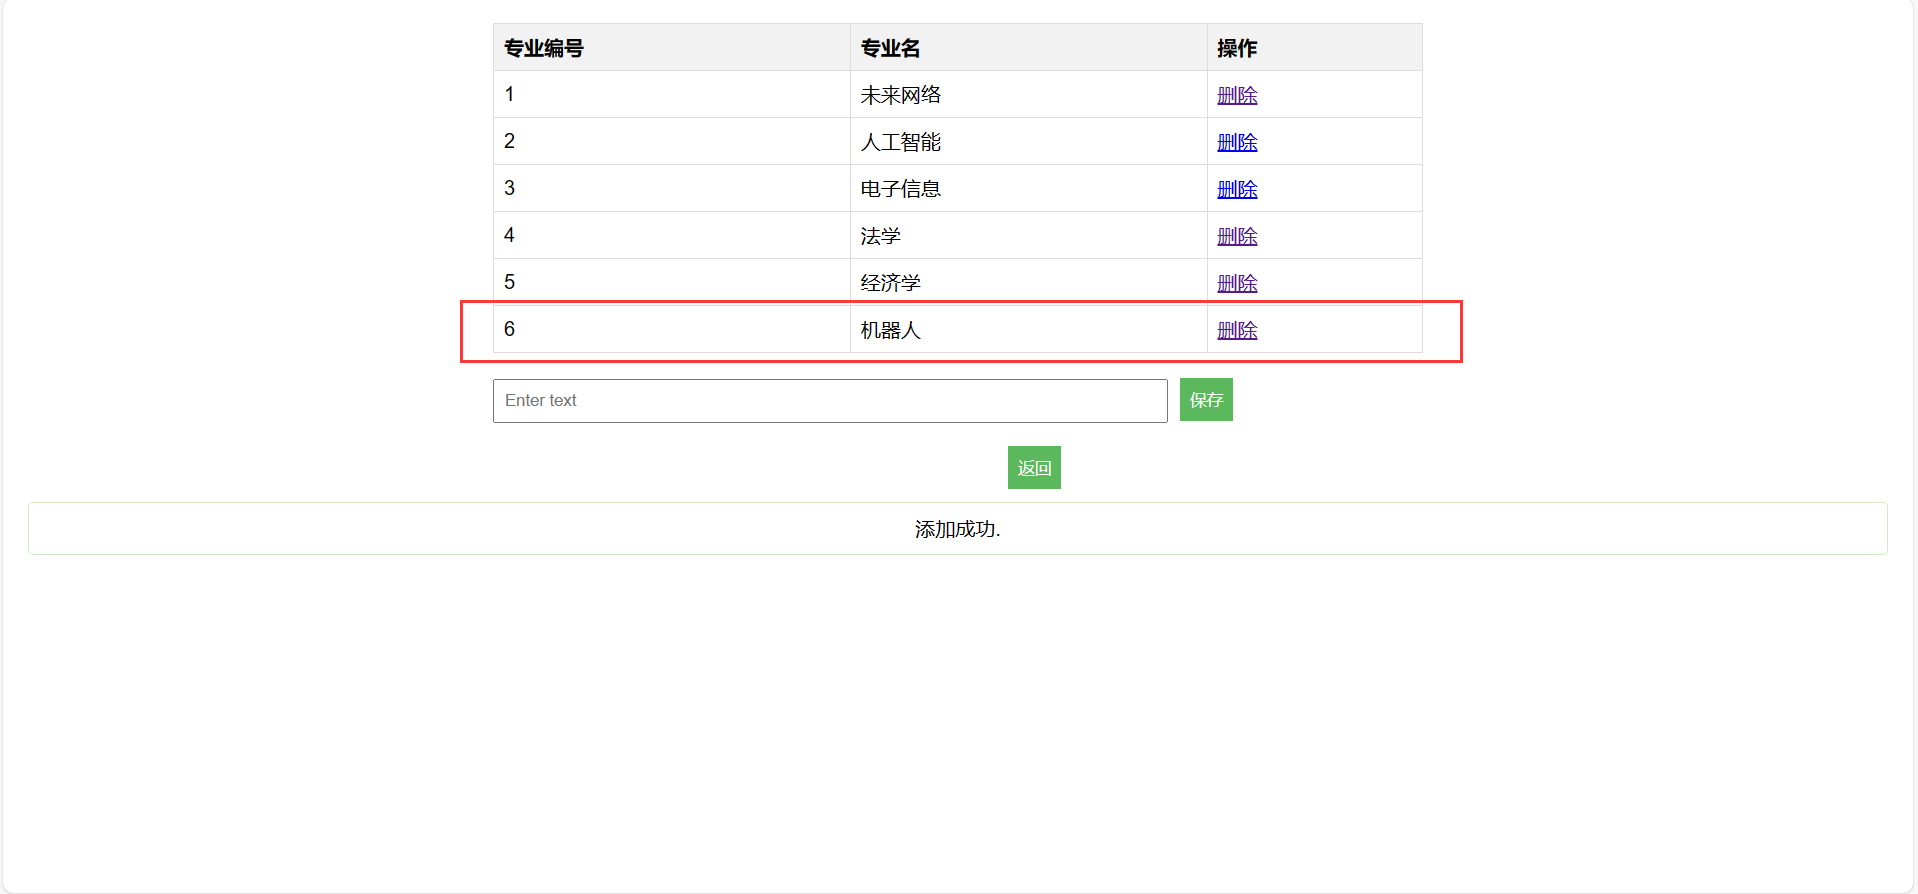 专业编号 专业名 操作
1 未来网络 删除
2 人工智能 删除
3 电子信息 删除
4 法学 删除
5 经济学 删除
6 机器人 删除
Enter text 保存
返回
添加成功.